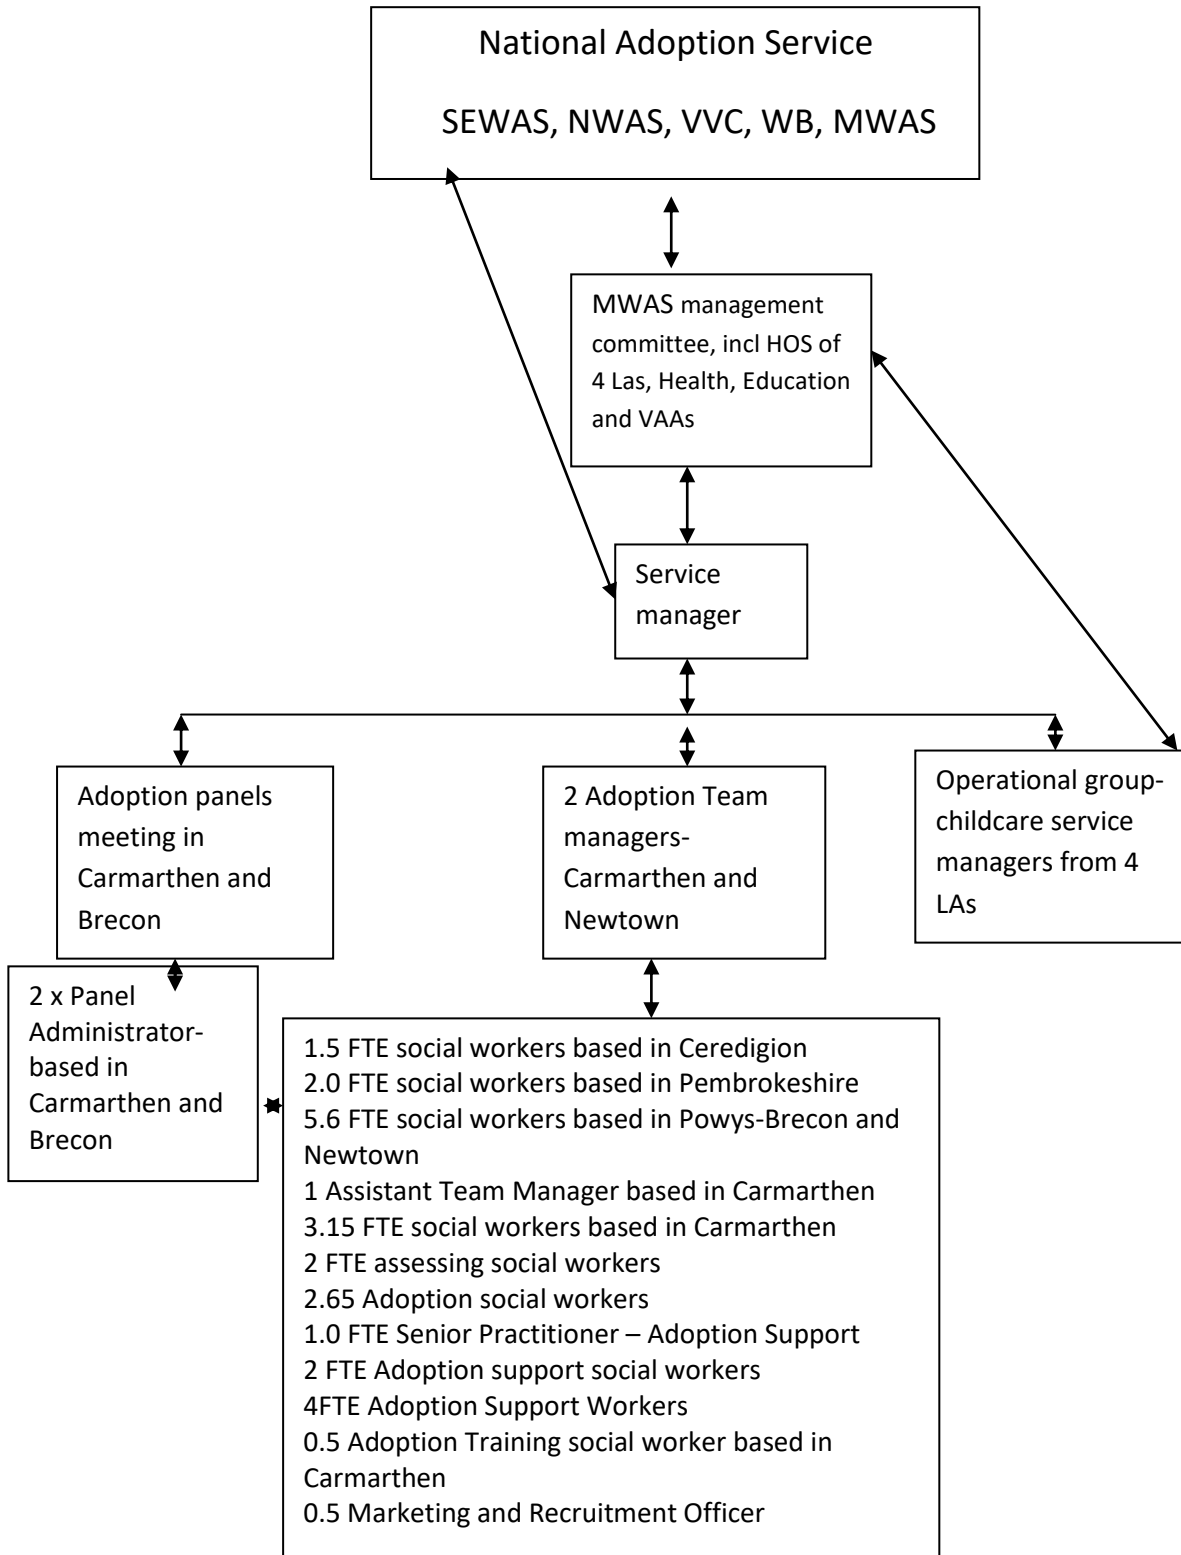 National Adoption Service
SEWAS, NWAS, VVC, WB, MWAS
MWAS management
committee, incl HOS of
4 Las, Health, Education
and VAAs
Service
manager
Adoption panels
meeting in
Carmarthen and
Brecon
2 Adoption Team
managers-
Carmarthen and
Newtown
Operational group-
childcare service
managers from 4
LAs
2 x Panel
Administrator-
based in
Carmarthen and
Brecon
1.5 FTE social workers based in Ceredigion
2.0 FTE social workers based in Pembrokeshire
5.6 FTE social workers based in Powys-Brecon and
Newtown
1 Assistant Team Manager based in Carmarthen
3.15 FTE social workers based in Carmarthen
2 FTE assessing social workers
2.65 Adoption social workers
1.0 FTE Senior Practitioner – Adoption Support
2 FTE Adoption support social workers
4FTE Adoption Support Workers
0.5 Adoption Training social worker based in
Carmarthen
0.5 Marketing and Recruitment Officer